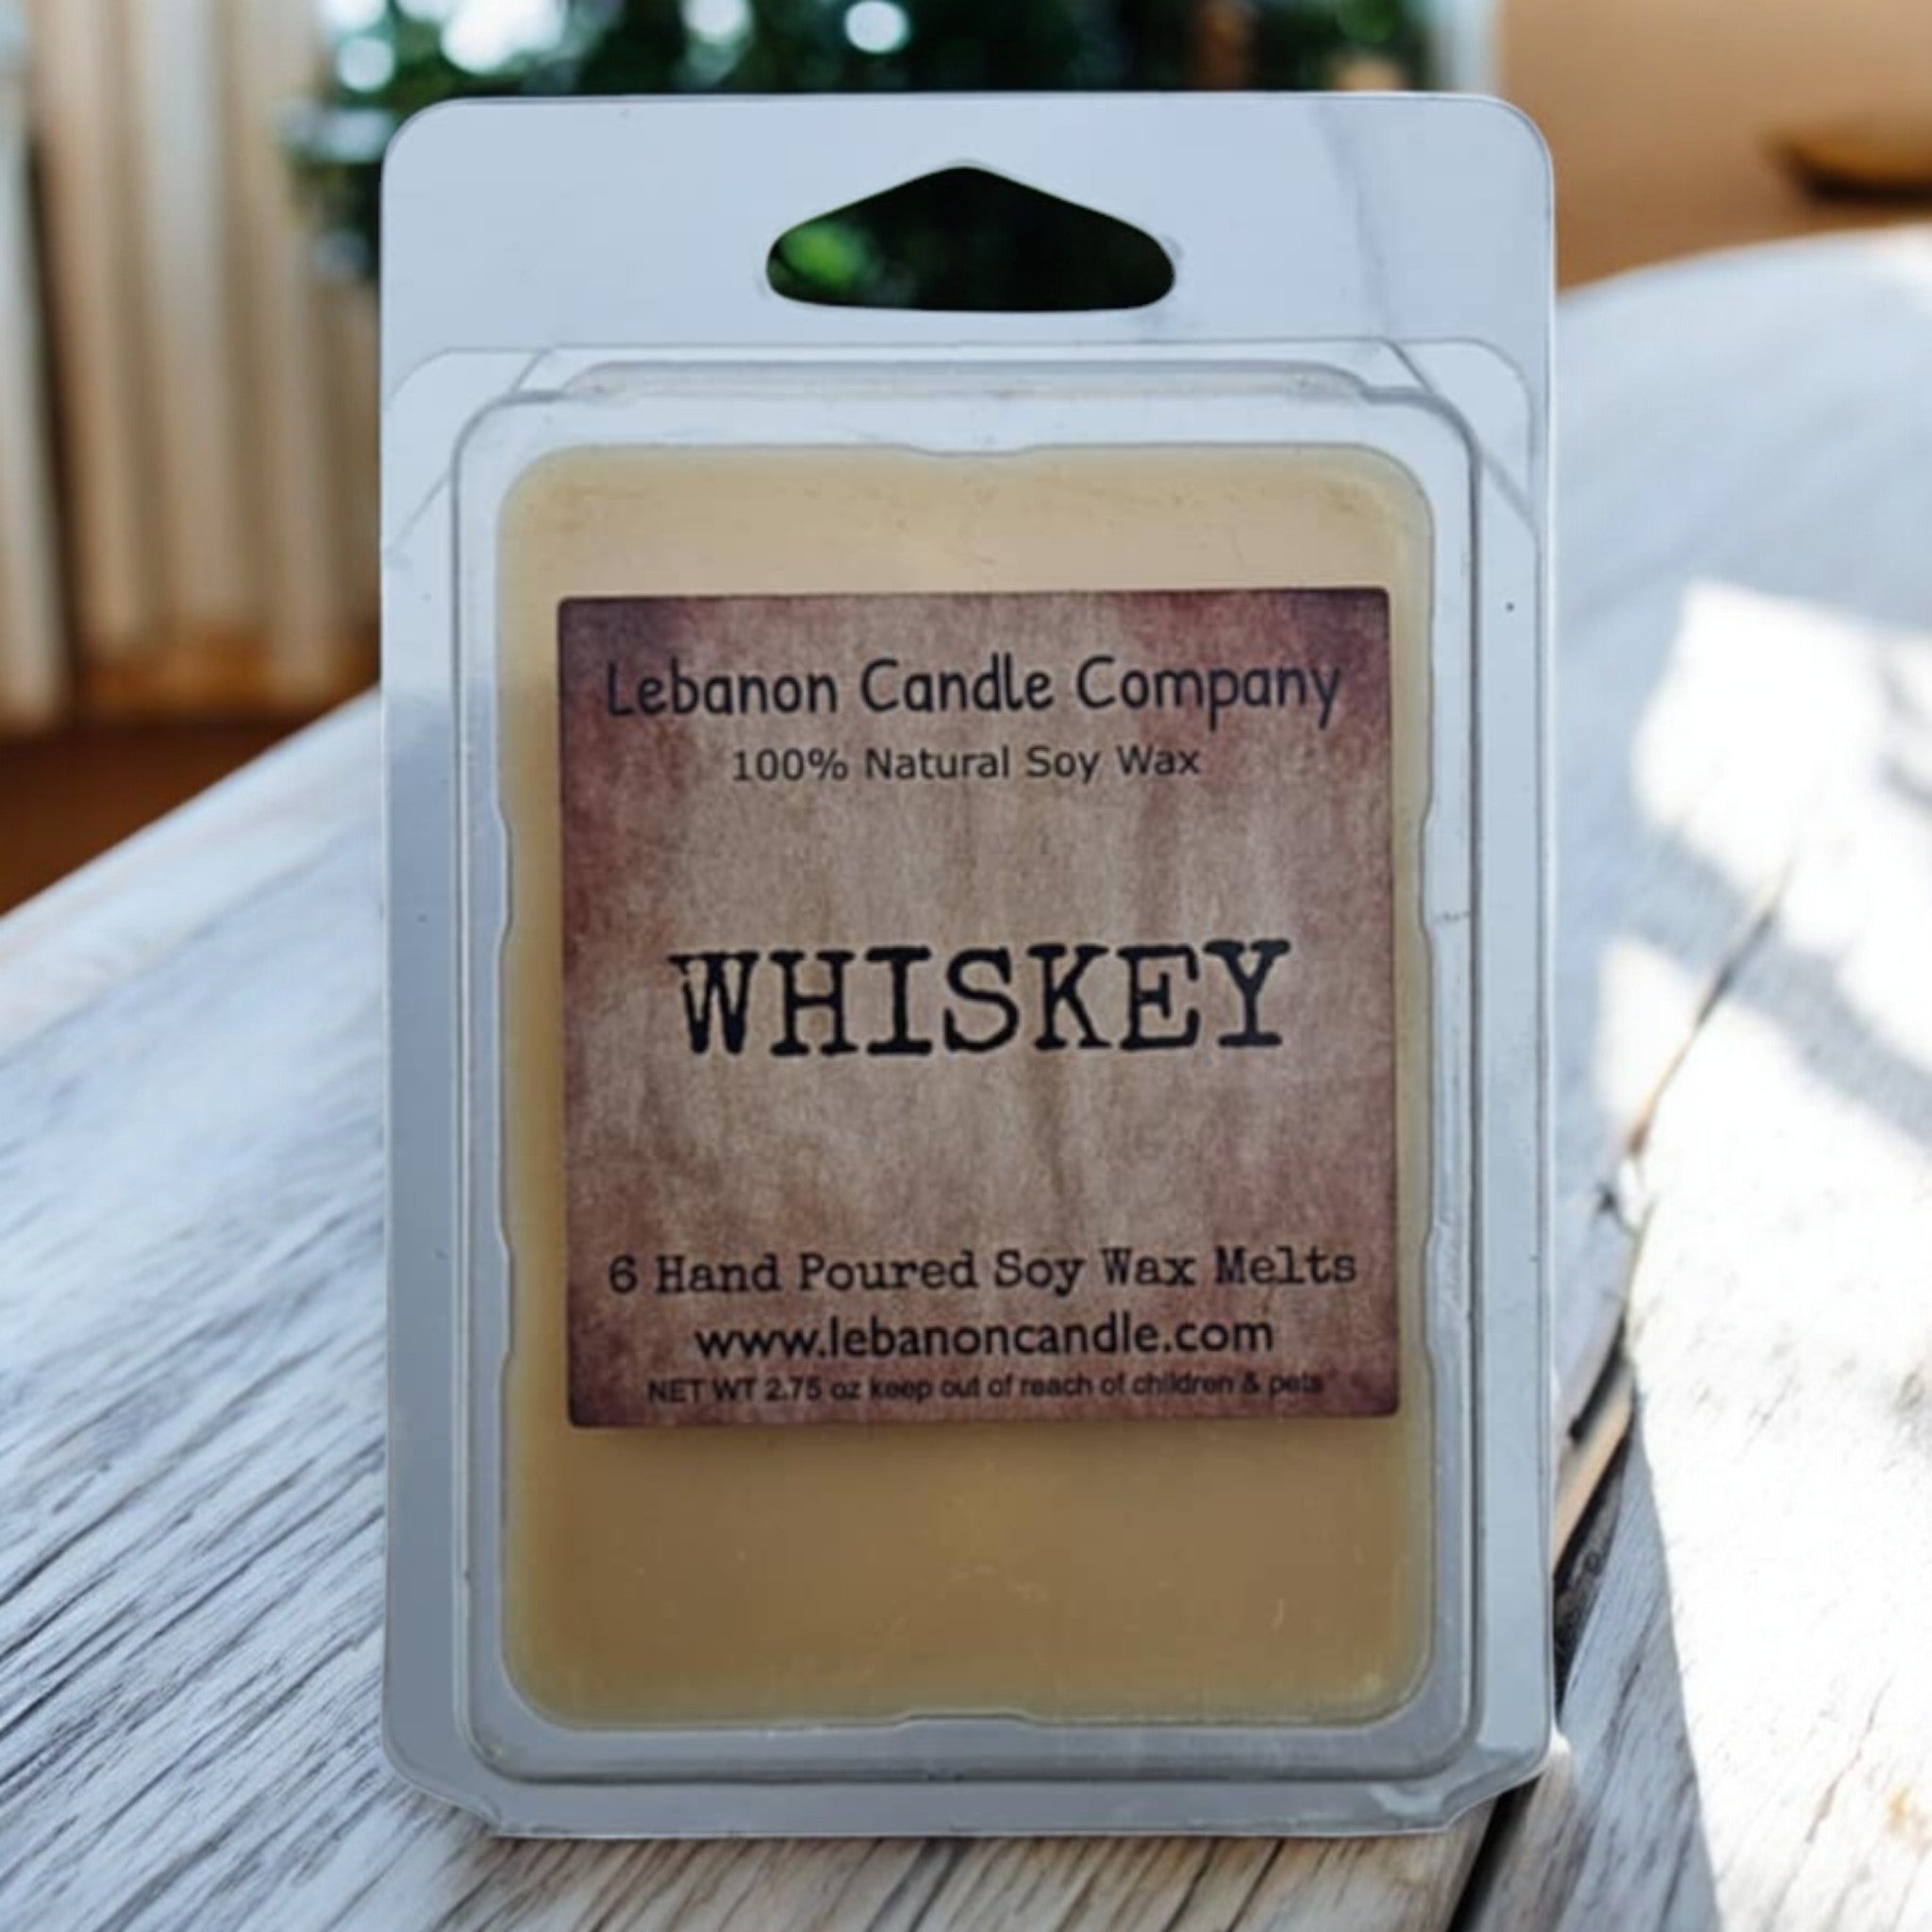 Lebanon Candle Company
100% Natural Soy Wax
WHISKEY
6 Hand Poured Soy Wax Melts
www.lebanoncandle.com
NET WT 2.75 oz keep out of reach of children & pets